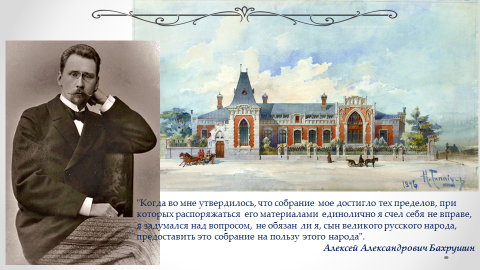 1896 К. Гиппиус
"Когда во мне утвердилось, что собрание мое достигло тех пределов, при
которых распоряжаться его материалами единолично я счел себя не вправе,
я задумался над вопросом, не обязан ли я, сын великого русского народа,
предоставить это собрание на пользу этого народа".
Алексей Александрович Бахрушин